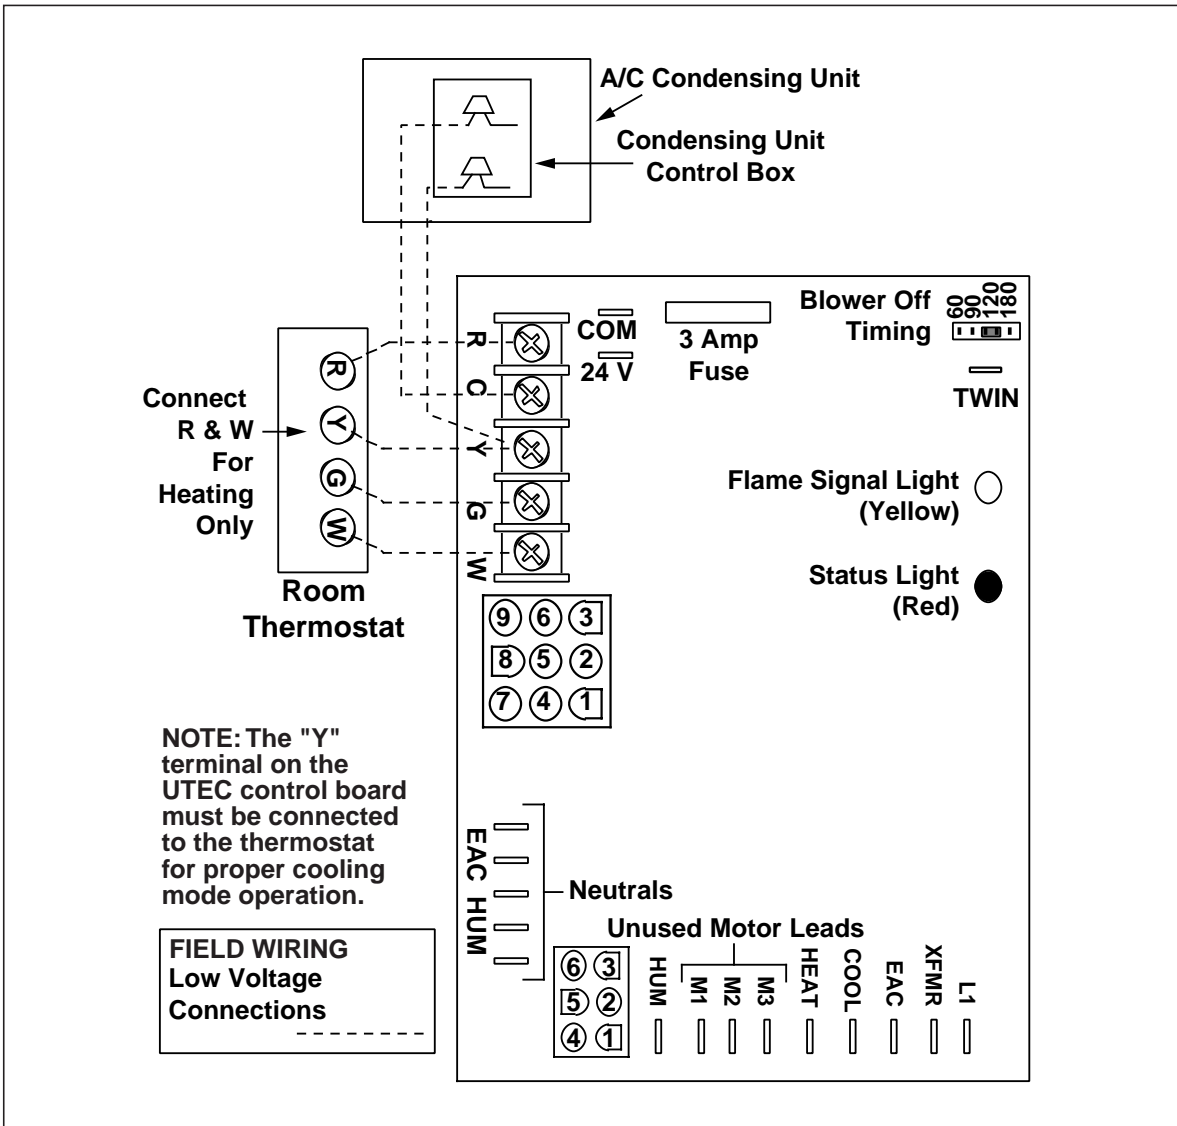 A/C Condensing Unit
Condensing Unit
Control Box
Blower Off
Timing
60
90
120
180
TWIN
COM
24 V
3 Amp
Fuse
R
C
Y
G
W
R
Y
G
W
Connect
R & W
For
Heating
Only
Room
Thermostat
Flame Signal Light
(Yellow)
Status Light
(Red)
9 6 3
8 5 2
7 4 1
NOTE: The "Y"
terminal on the
UTEC control board
must be connected
to the thermostat
for proper cooling
mode operation.
EAC HUM
Neutrals
Unused Motor Leads
6 3
5 2
4 1
HUM
M1
M2
M3
HEAT
COOL
EAC
XFMR
L1
FIELD WIRING
Low Voltage
Connections